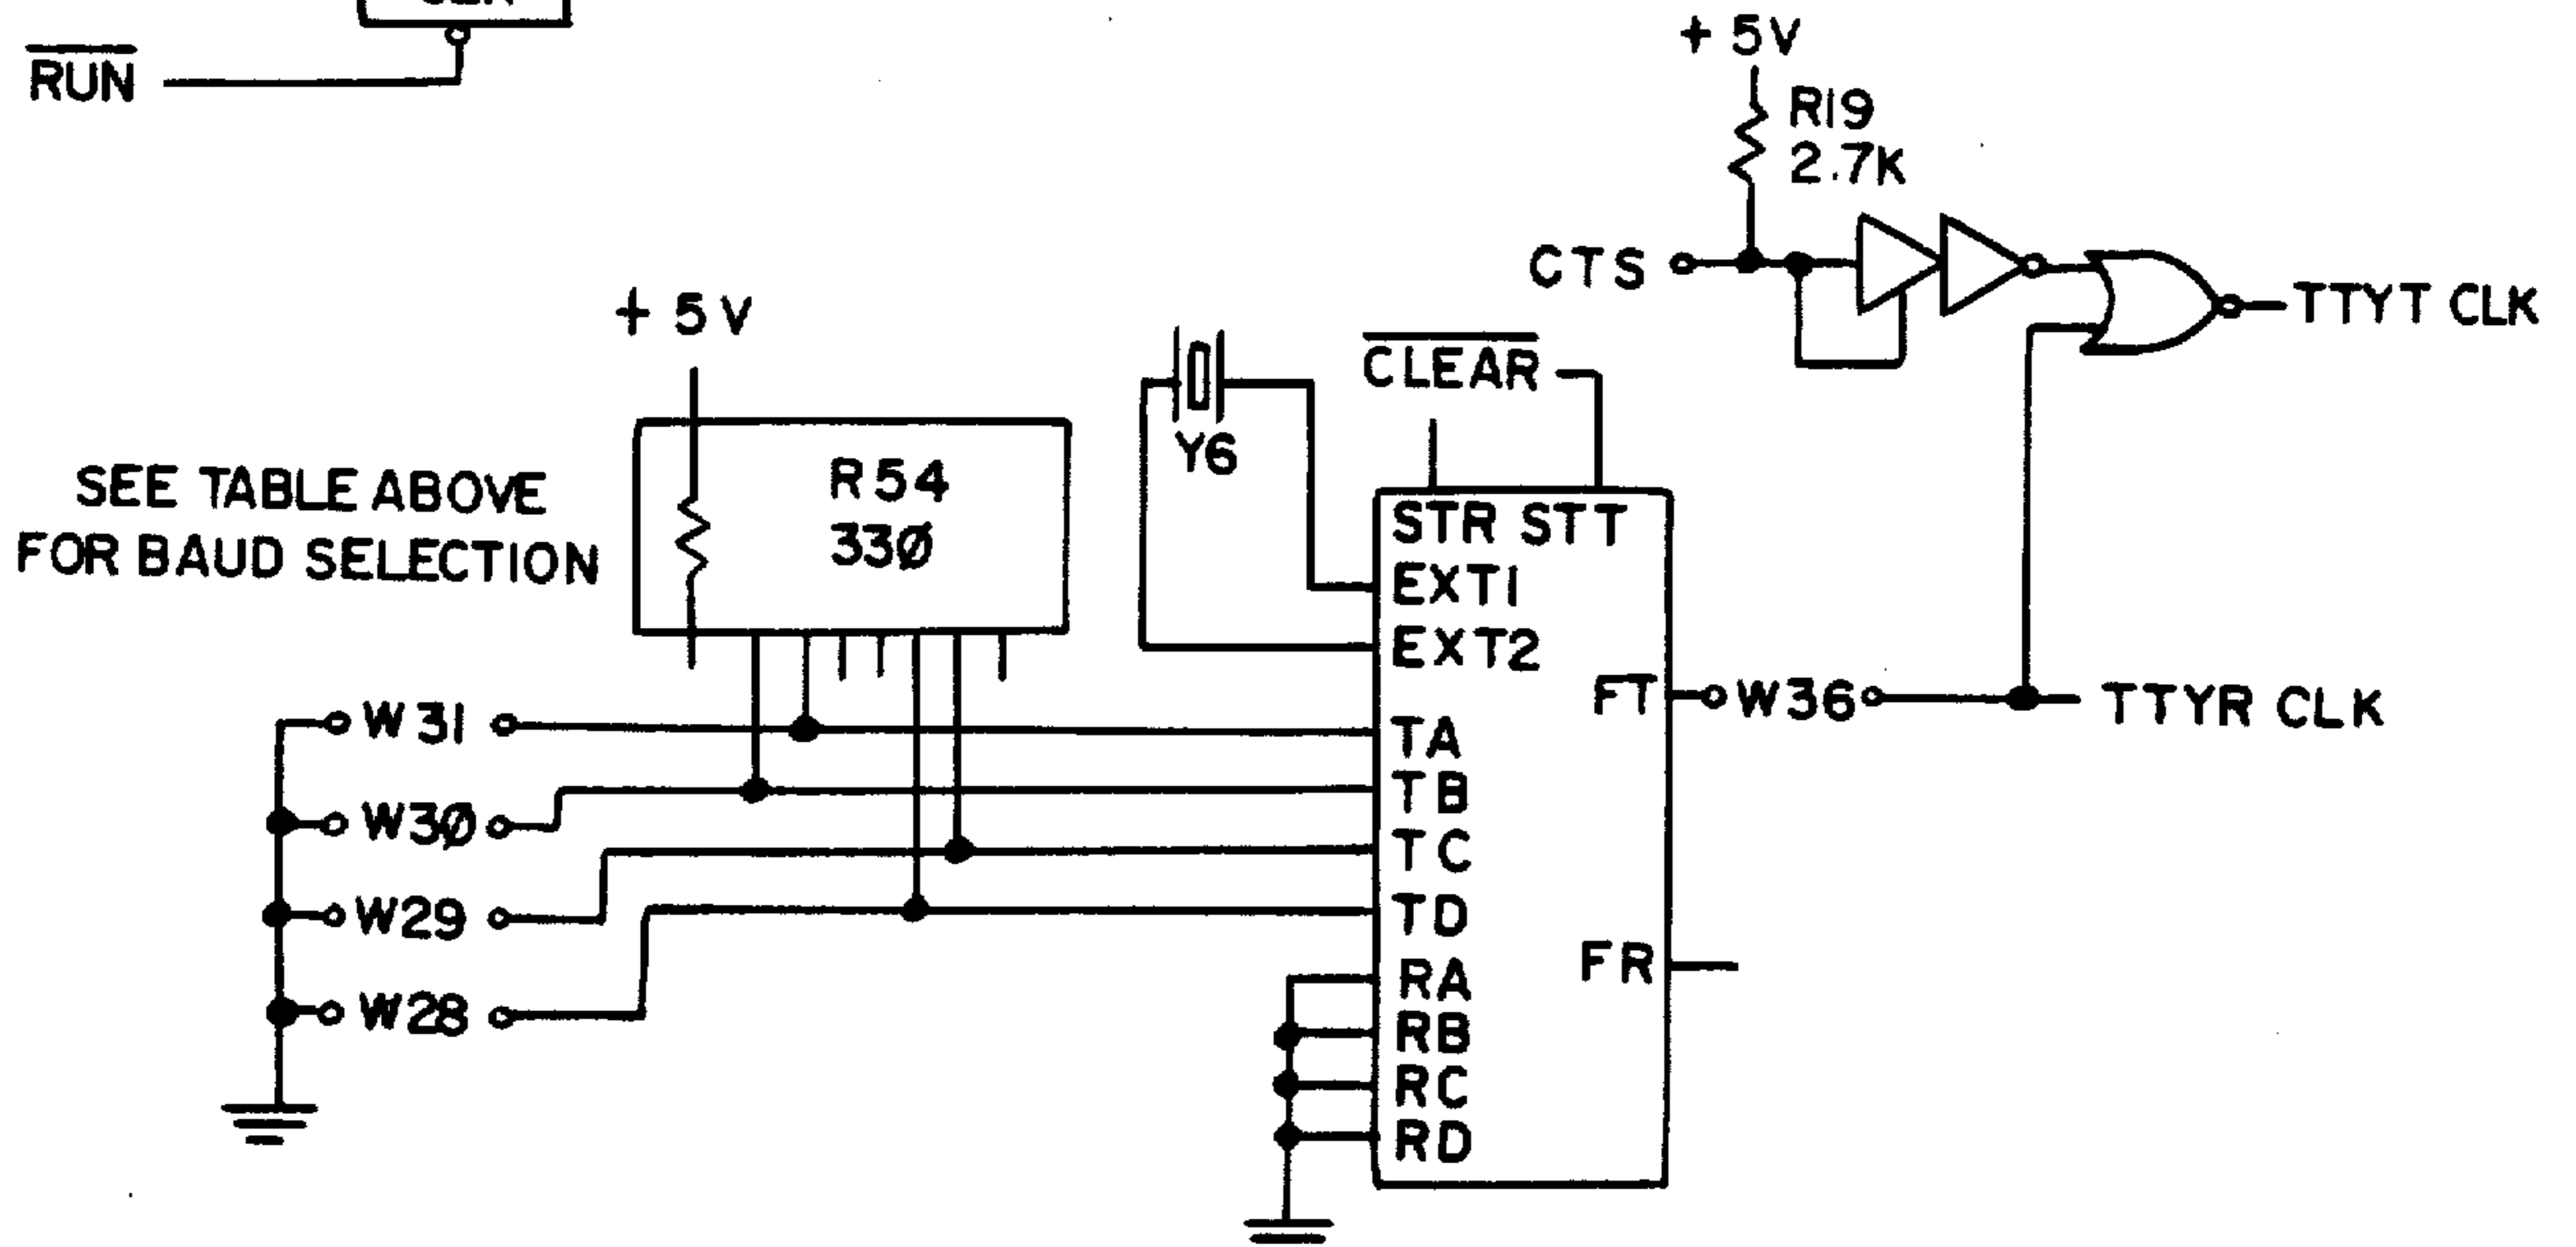 RUN
+ 5V
R19
2.7K
CTS
TTYT CLK
+ 5V
CLEAR
Y6
R54
33Ø
SEE TABLE ABOVE
FOR BAUD SELECTION
STR STT
EXT1
EXT2
FT
W36
TTYR CLK
W31
TA
W3Ø
TB
W29
TC
W28
TD
FR
RA
RB
RC
RD